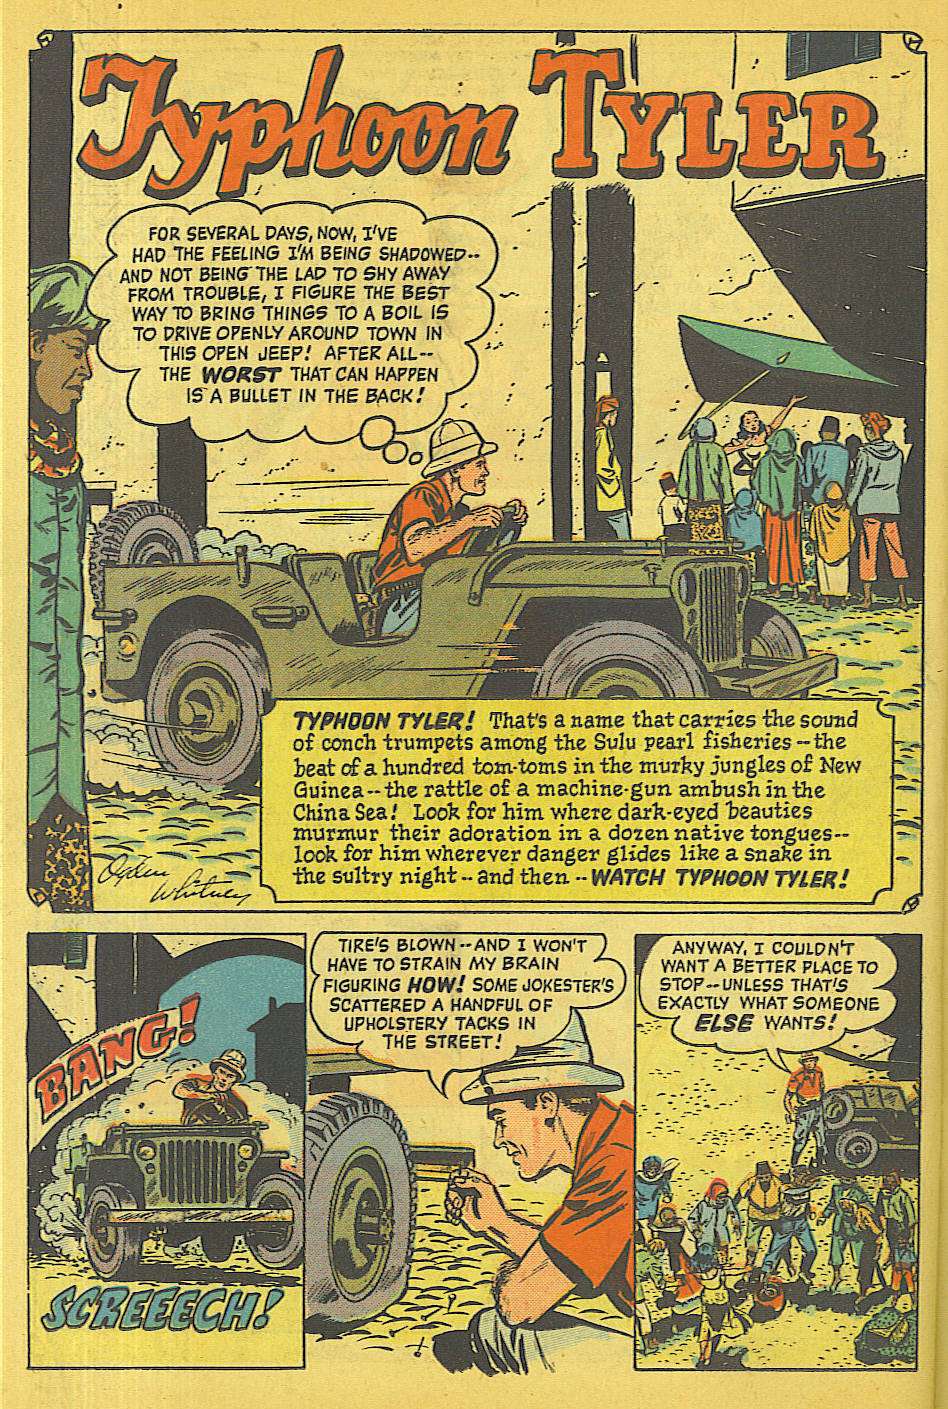 Typhoon TYLER
FOR SEVERAL DAYS, NOW, I'VE
HAD THE FEELING I'M BEING SHADOWED--
AND NOT BEING THE LAD TO SHY AWAY
FROM TROUBLE, I FIGURE THE BEST
WAY TO BRING THINGS TO A BOIL IS
TO DRIVE OPENLY AROUND TOWN IN
THIS OPEN JEEP! AFTER ALL--
THE WORST THAT CAN HAPPEN
IS A BULLET IN THE BACK!
TYPHOON TYLER! That's a name that carries the sound
of conch trumpets among the Sulu pearl fisheries--the
beat of a hundred tom-toms in the murky jungles of New
Guinea--the rattle of a machine-gun ambush in the
China Sea! Look for him where dark-eyed beauties
murmur their adoration in a dozen native tongues--
look for him wherever danger glides like a snake in
the sultry night--and then--WATCH TYPHOON TYLER!
Ogden
Whitney
BANG!
SCREEECH!
TIRE'S BLOWN--AND I WON'T
HAVE TO STRAIN MY BRAIN
FIGURING HOW! SOME JOKESTER'S
SCATTERED A HANDFUL OF
UPHOLSTERY TACKS IN
THE STREET!
ANYWAY, I COULDN'T
WANT A BETTER PLACE TO
STOP--UNLESS THAT'S
EXACTLY WHAT SOMEONE
ELSE WANTS!